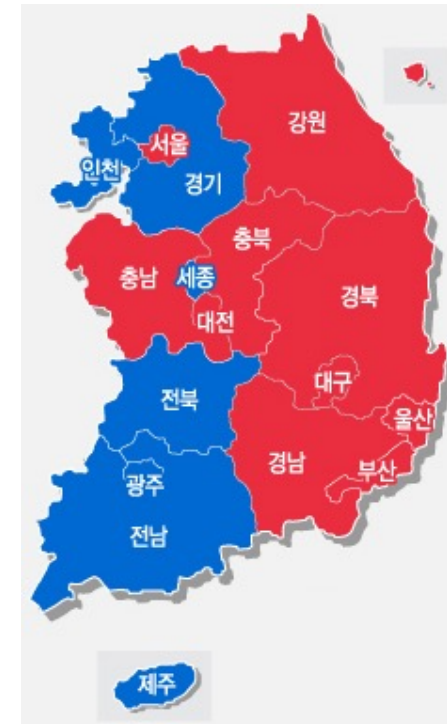 강원
서울
인천
경기
충북
충남
세종
경북
대전
대구
전북
울산
경남
부산
광주
전남
제주